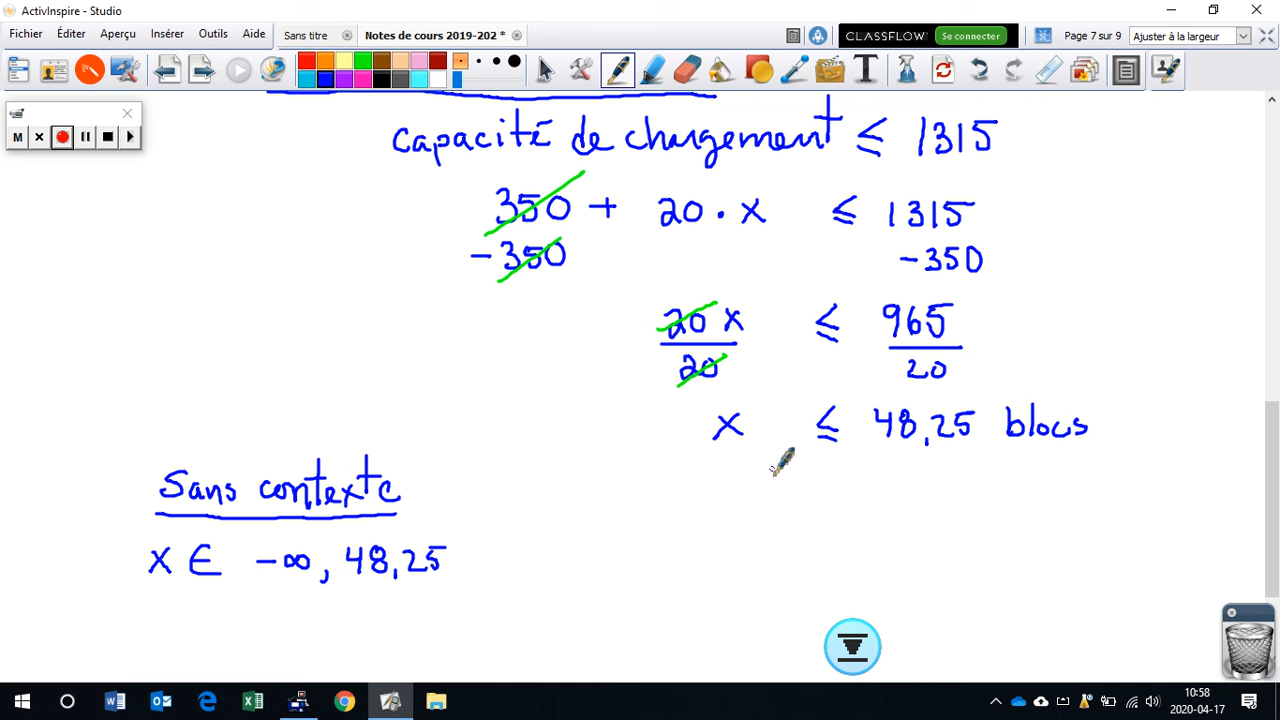 ActivInspire - Studio
Fichier Éditer Aperçu Insérer Outils Aide Sans titre Notes de cours 2019-202 * CLASSFLOW Se connecter Page 7 sur 9 Ajuster à la largeur
M
capacité de chargement ≤ 1315
350 + 20 · x ≤ 1315
-350 -350
20x ≤ 965
20 20
x ≤ 48,25 blocs
Sans contexte
x ∈ -∞, 48,25
10:58
2020-04-17